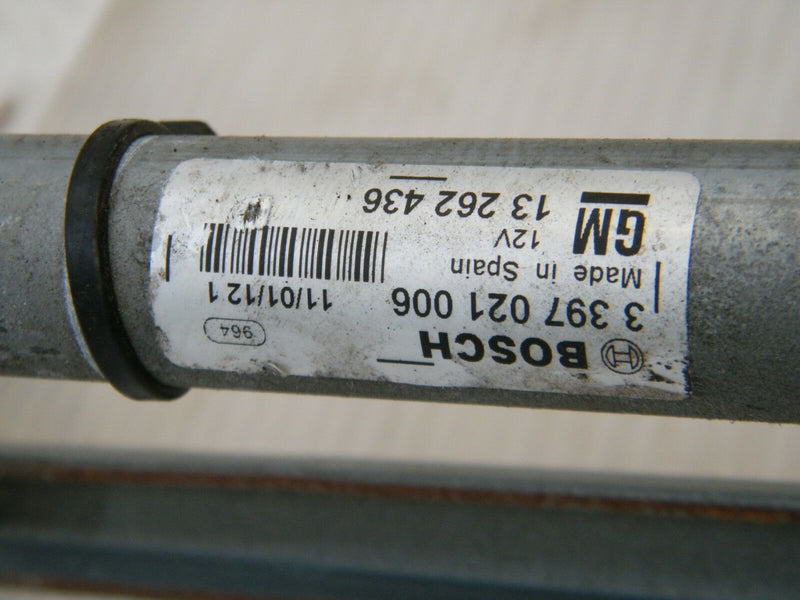 BOSCH
3 397 021 006
Made in Spain
12V
GM
13 262 436
11/01/12 1
964